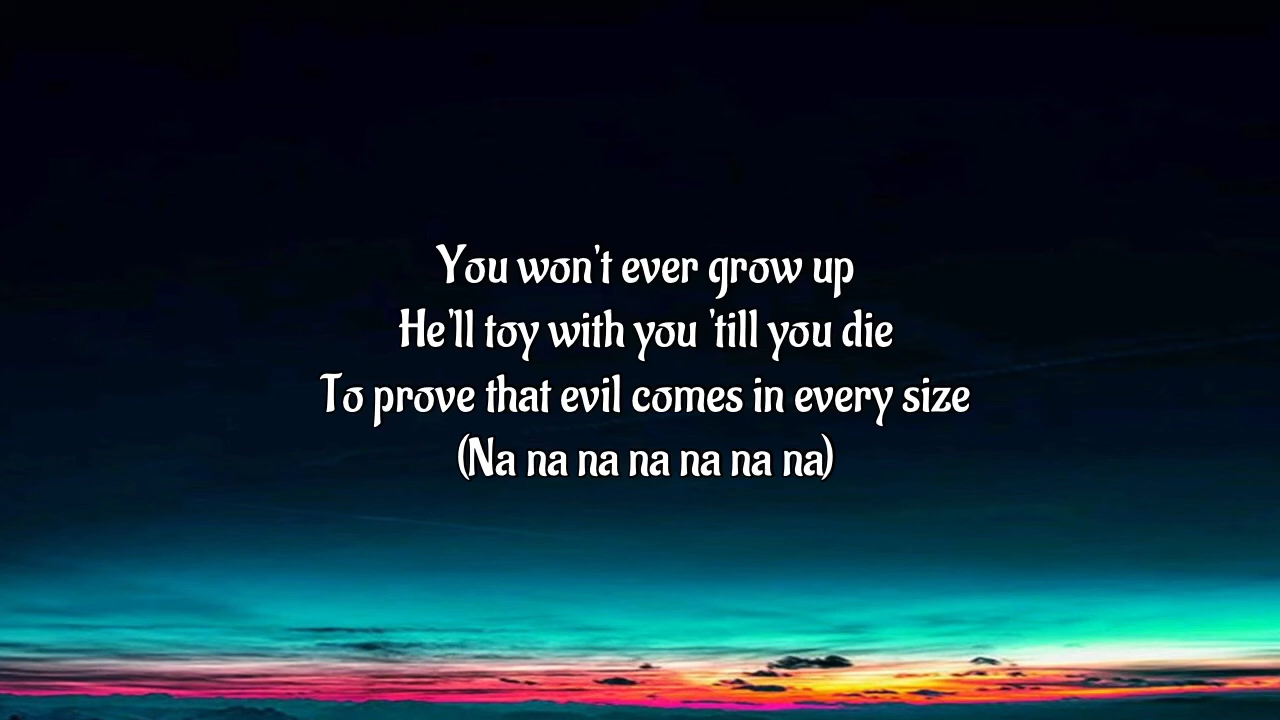 You won't ever grow up
He'll toy with you 'till you die
To prove that evil comes in every size
(Na na na na na na na)